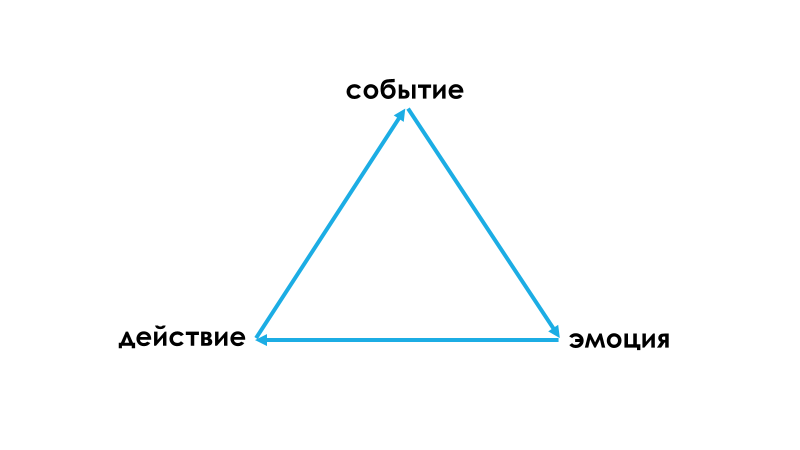 событие
действие
эмоция